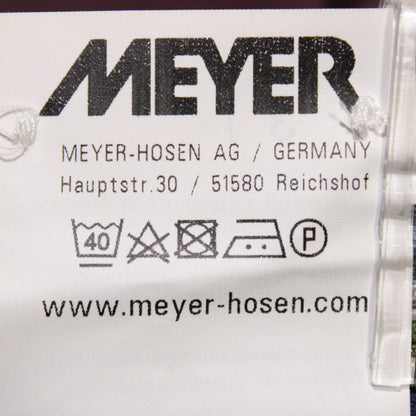 MEYER
MEYER-HOSEN AG / GERMANY
Hauptstr.30 / 51580 Reichshof
40 P
www.meyer-hosen.com